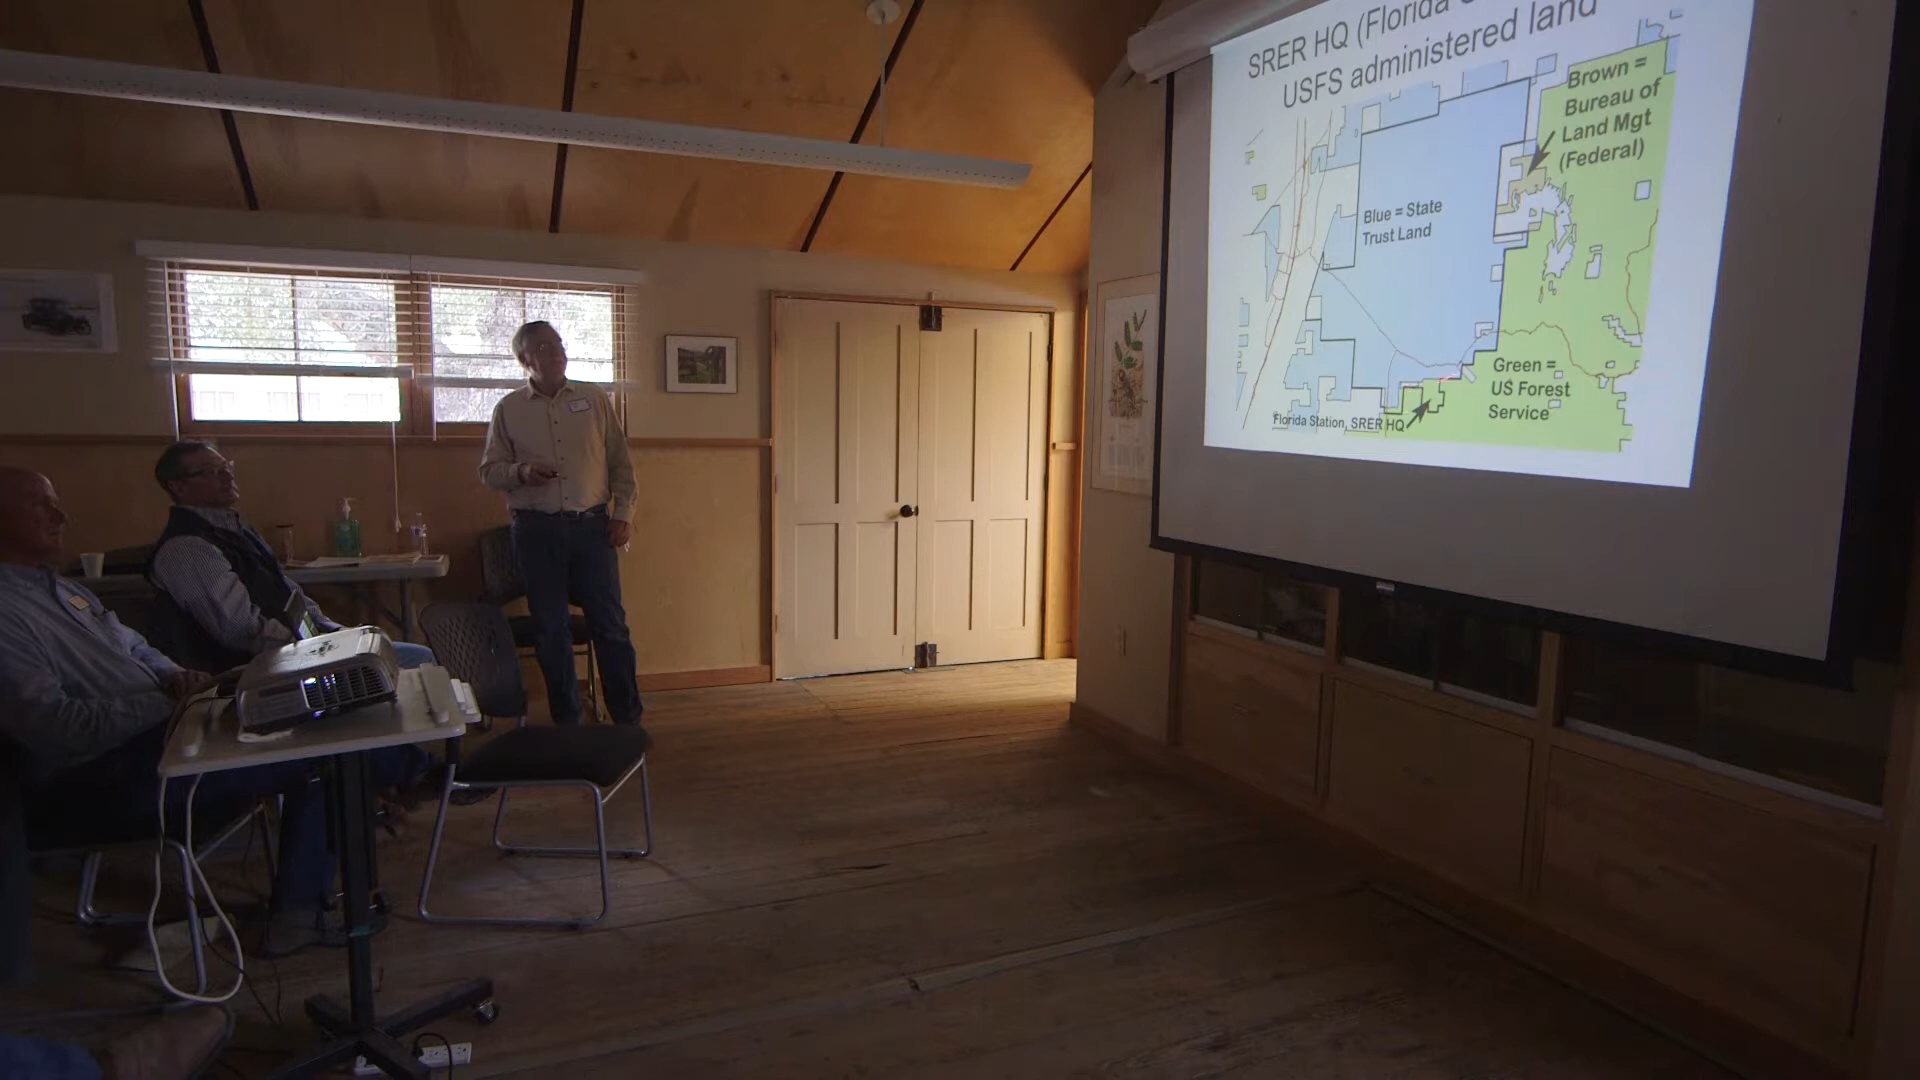 SRER HQ (Florida
USFS administered land
Brown =
Bureau of
Land Mgt
(Federal)
Blue = State
Trust Land
Green =
US Forest
Service
Florida Station, SRER HQ